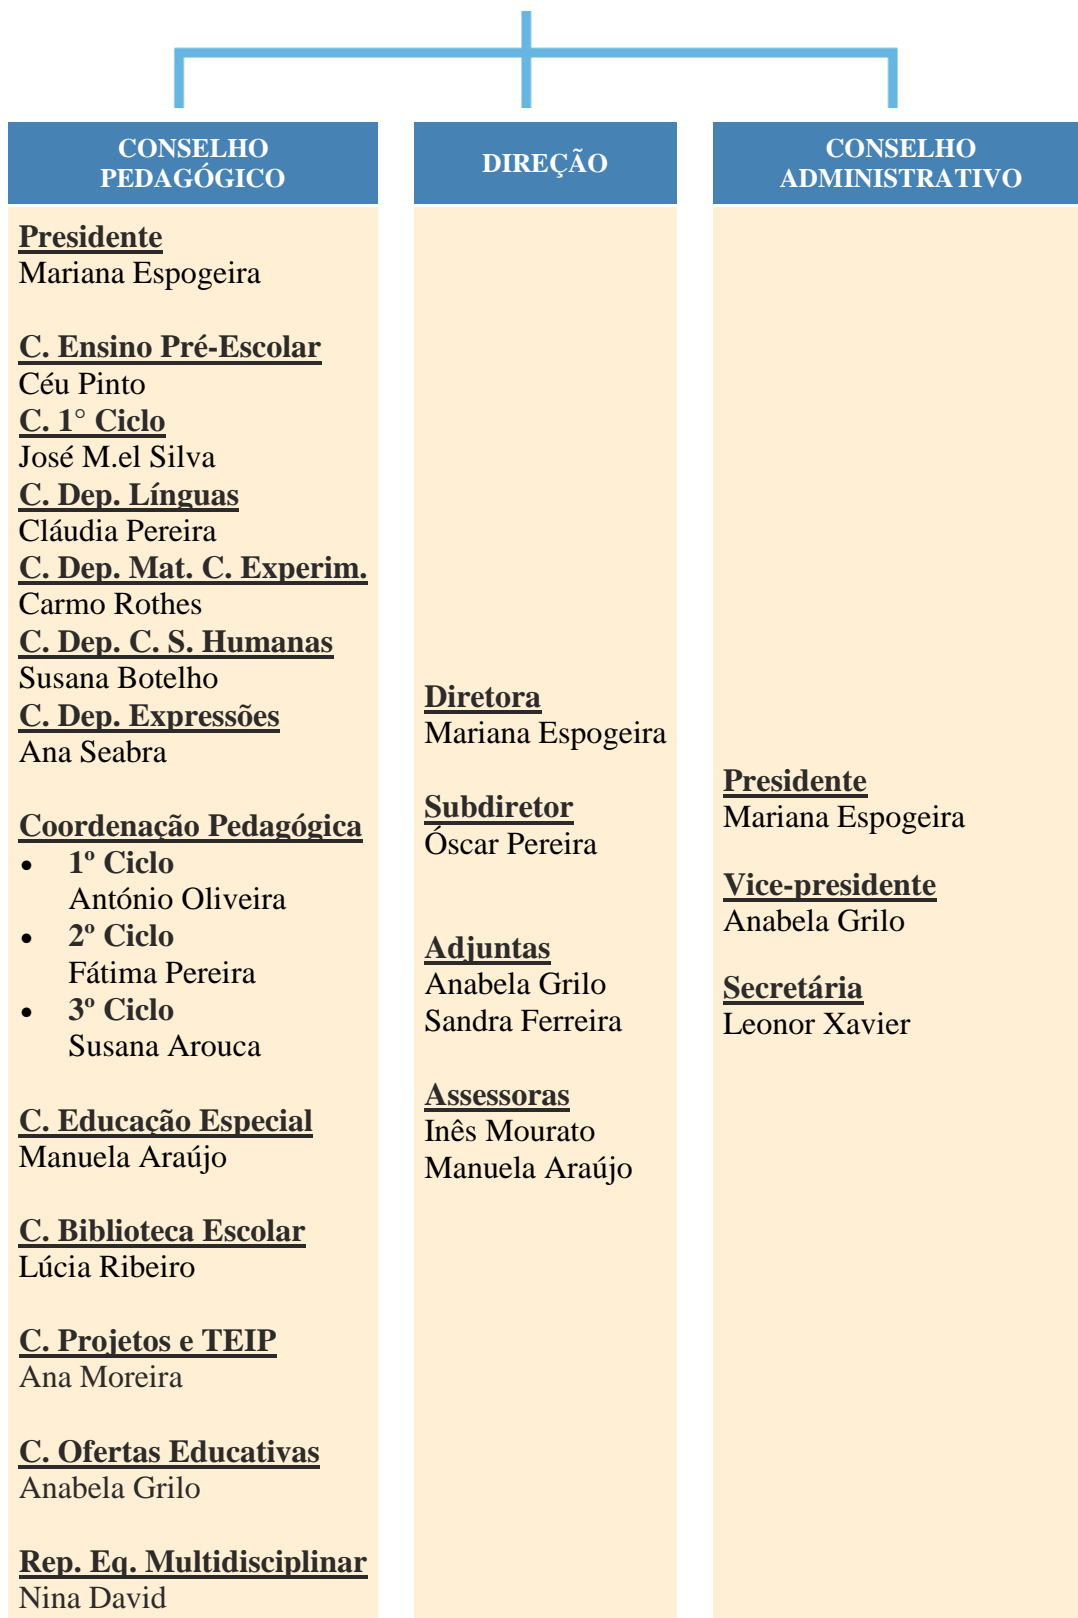 CONSELHO
PEDAGÓGICO
Presidente
Mariana Espogeira
C. Ensino Pré-Escolar
Céu Pinto
C. 1° Ciclo
José M.el Silva
C. Dep. Línguas
Cláudia Pereira
C. Dep. Mat. C. Experim.
Carmo Rothes
C. Dep. C. S. Humanas
Susana Botelho
C. Dep. Expressões
Ana Seabra
Coordenação Pedagógica
• 1º Ciclo
António Oliveira
• 2º Ciclo
Fátima Pereira
• 3º Ciclo
Susana Arouca
C. Educação Especial
Manuela Araújo
C. Biblioteca Escolar
Lúcia Ribeiro
C. Projetos e TEIP
Ana Moreira
C. Ofertas Educativas
Anabela Grilo
Rep. Eq. Multidisciplinar
Nina David
DIREÇÃO
Diretora
Mariana Espogeira
Subdiretor
Óscar Pereira
Adjuntas
Anabela Grilo
Sandra Ferreira
Assessoras
Inês Mourato
Manuela Araújo
CONSELHO
ADMINISTRATIVO
Presidente
Mariana Espogeira
Vice-presidente
Anabela Grilo
Secretária
Leonor Xavier